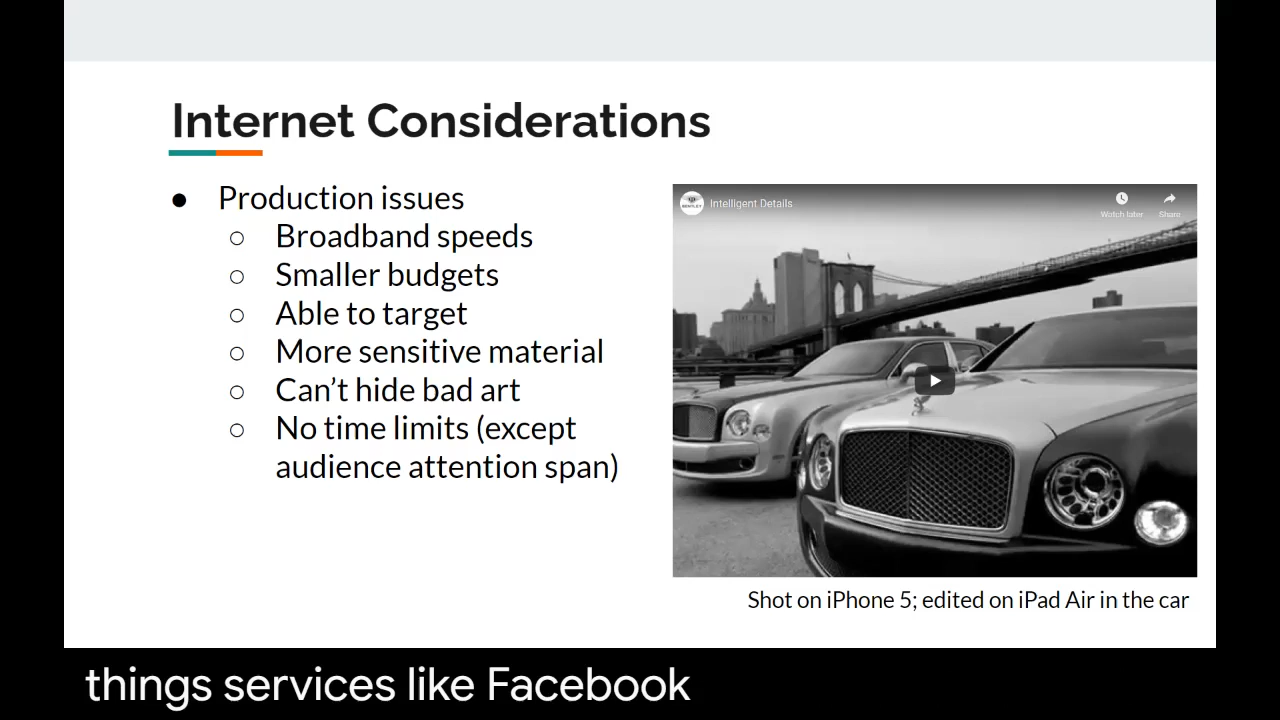 Internet Considerations
● Production issues
○ Broadband speeds
○ Smaller budgets
○ Able to target
○ More sensitive material
○ Can't hide bad art
○ No time limits (except
audience attention span)
BENTLEY
Intelligent Details
Watch later
Share
Shot on iPhone 5; edited on iPad Air in the car
things services like Facebook